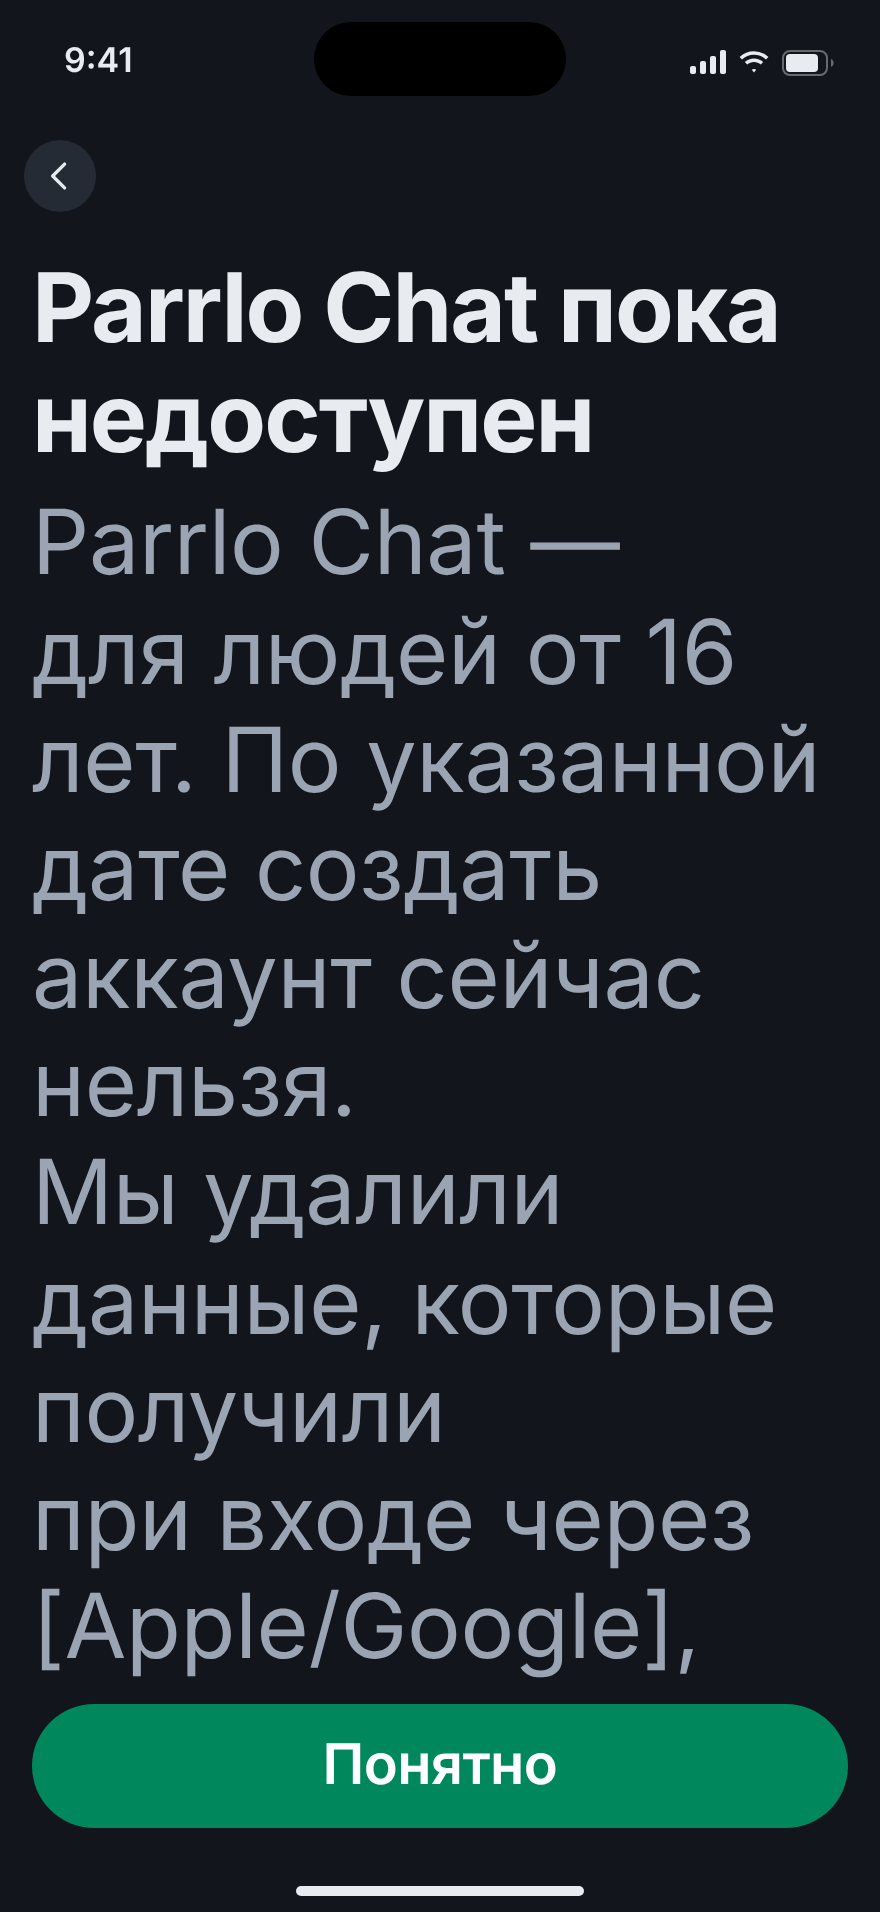 9:41
Parrlo Chat пока
недоступен
Parrlo Chat —
для людей от 16
лет. По указанной
дате создать
аккаунт сейчас
нельзя.
Мы удалили
данные, которые
получили
при входе через
[Apple/Google],
Понятно